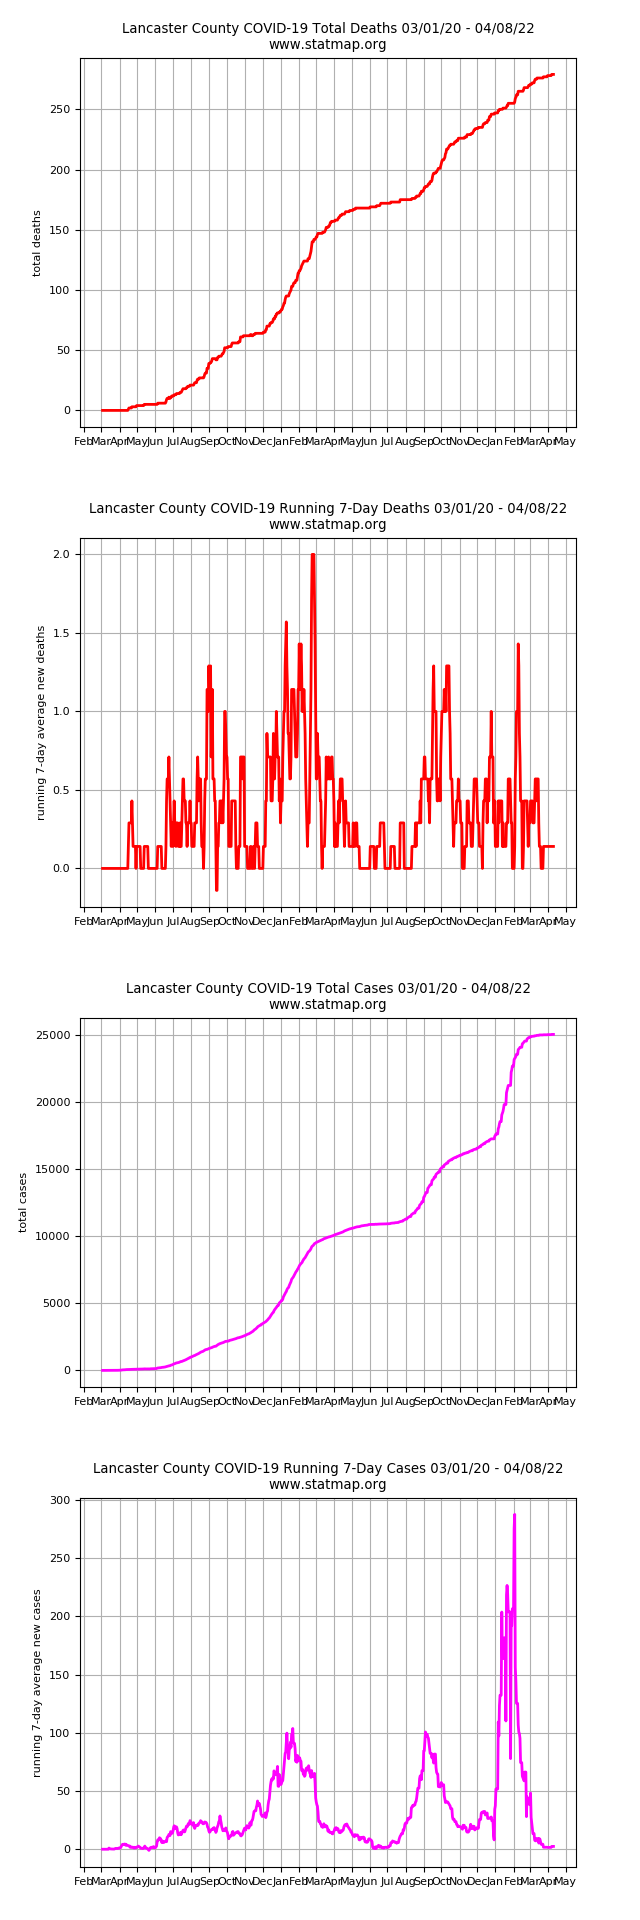 Lancaster County COVID-19 Total Deaths 03/01/20 - 04/08/22
www.statmap.org
250
200
150
100
50
0
total deaths
Feb Mar Apr May Jun Jul Aug Sep Oct Nov Dec Jan Feb Mar Apr May Jun Jul Aug Sep Oct Nov Dec Jan Feb Mar Apr May
Lancaster County COVID-19 Running 7-Day Deaths 03/01/20 - 04/08/22
www.statmap.org
2.0
1.5
1.0
0.5
0.0
running 7-day average new deaths
Feb Mar Apr May Jun Jul Aug Sep Oct Nov Dec Jan Feb Mar Apr May Jun Jul Aug Sep Oct Nov Dec Jan Feb Mar Apr May
Lancaster County COVID-19 Total Cases 03/01/20 - 04/08/22
www.statmap.org
25000
20000
15000
10000
5000
0
total cases
Feb Mar Apr May Jun Jul Aug Sep Oct Nov Dec Jan Feb Mar Apr May Jun Jul Aug Sep Oct Nov Dec Jan Feb Mar Apr May
Lancaster County COVID-19 Running 7-Day Cases 03/01/20 - 04/08/22
www.statmap.org
300
250
200
150
100
50
0
running 7-day average new cases
Feb Mar Apr May Jun Jul Aug Sep Oct Nov Dec Jan Feb Mar Apr May Jun Jul Aug Sep Oct Nov Dec Jan Feb Mar Apr May